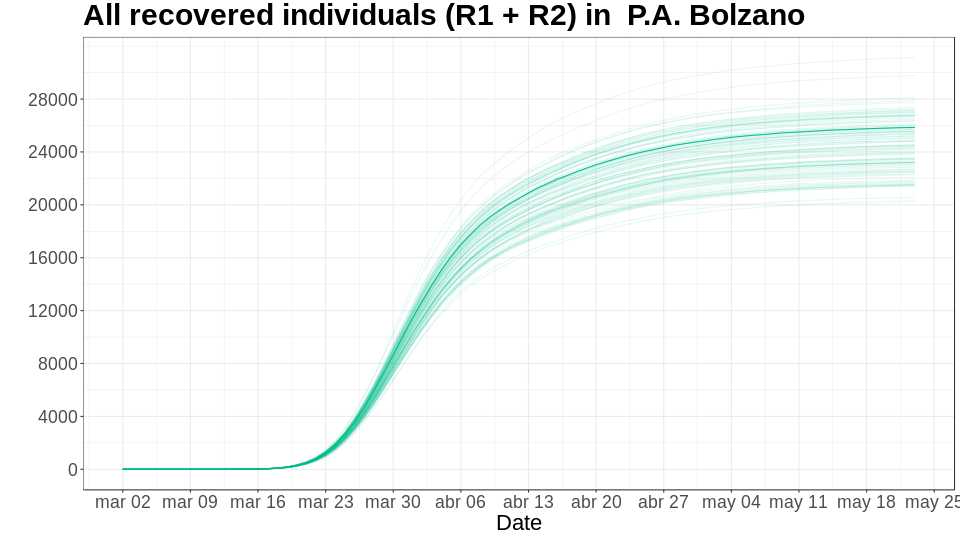 All recovered individuals (R1 + R2) in  P.A. Bolzano
28000
24000
20000
16000
12000
8000
4000
0
mar 02 mar 09 mar 16 mar 23 mar 30 abr 06 abr 13 abr 20 abr 27 may 04 may 11 may 18 may 25
Date